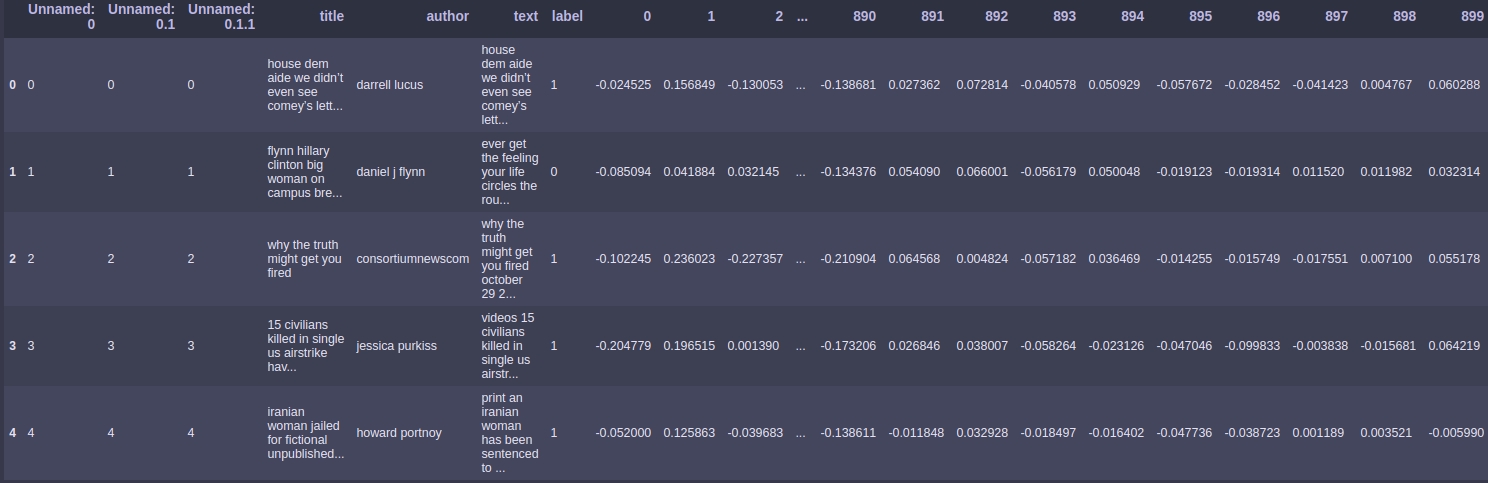 Unnamed: 0 Unnamed: 0.1 Unnamed: 0.1.1 title author text label 0 1 2 ... 890 891 892 893 894 895 896 897 898 899
0 0 0 0 house dem aide we didn't even see comey's lett... darrell lucus house dem aide we didn't even see comey's lett... 1 -0.024525 0.156849 -0.130053 ... -0.138681 0.027362 0.072814 -0.040578 0.050929 -0.057672 -0.028452 -0.041423 0.004767 0.060288
1 1 1 1 flynn hillary clinton big woman on campus bre... daniel j flynn ever get the feeling your life circles the rou... 0 -0.085094 0.041884 0.032145 ... -0.134376 0.054090 0.066001 -0.056179 0.050048 -0.019123 -0.019314 0.011520 0.011982 0.032314
2 2 2 2 why the truth might get you fired consortiumnewscom why the truth might get you fired october 29 2... 1 -0.102245 0.236023 -0.227357 ... -0.210904 0.064568 0.004824 -0.057182 0.036469 -0.014255 -0.015749 -0.017551 0.007100 0.055178
3 3 3 3 15 civilians killed in single us airstrike hav... jessica purkiss videos 15 civilians killed in single us airstr... 1 -0.204779 0.196515 0.001390 ... -0.173206 0.026846 0.038007 -0.058264 -0.023126 -0.047046 -0.099833 -0.003838 -0.015681 0.064219
4 4 4 4 iranian woman jailed for fictional unpublished... howard portnoy print an iranian woman has been sentenced to ... 1 -0.052000 0.125863 -0.039683 ... -0.138611 -0.011848 0.032928 -0.018497 -0.016402 -0.047736 -0.038723 0.001189 0.003521 -0.005990